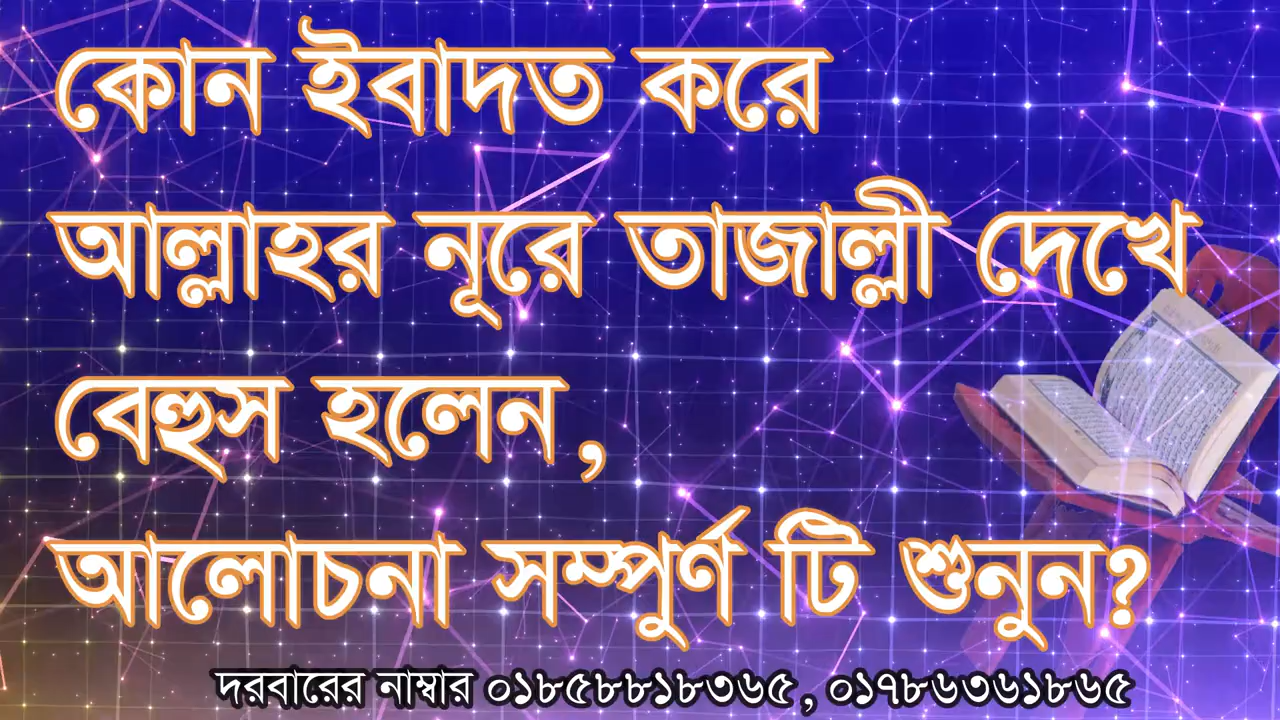 কোন ইবাদত করে
আল্লাহর নূরে তাজাল্লী দেখে
বেহুস হলেন,
আলোচনা সম্পুর্ণ টি শুনুন?
দরবারের নাম্বার ০১৮৫৮৮১৮৩৬৫, ০১৭৮৬৩৬১৮৬৫